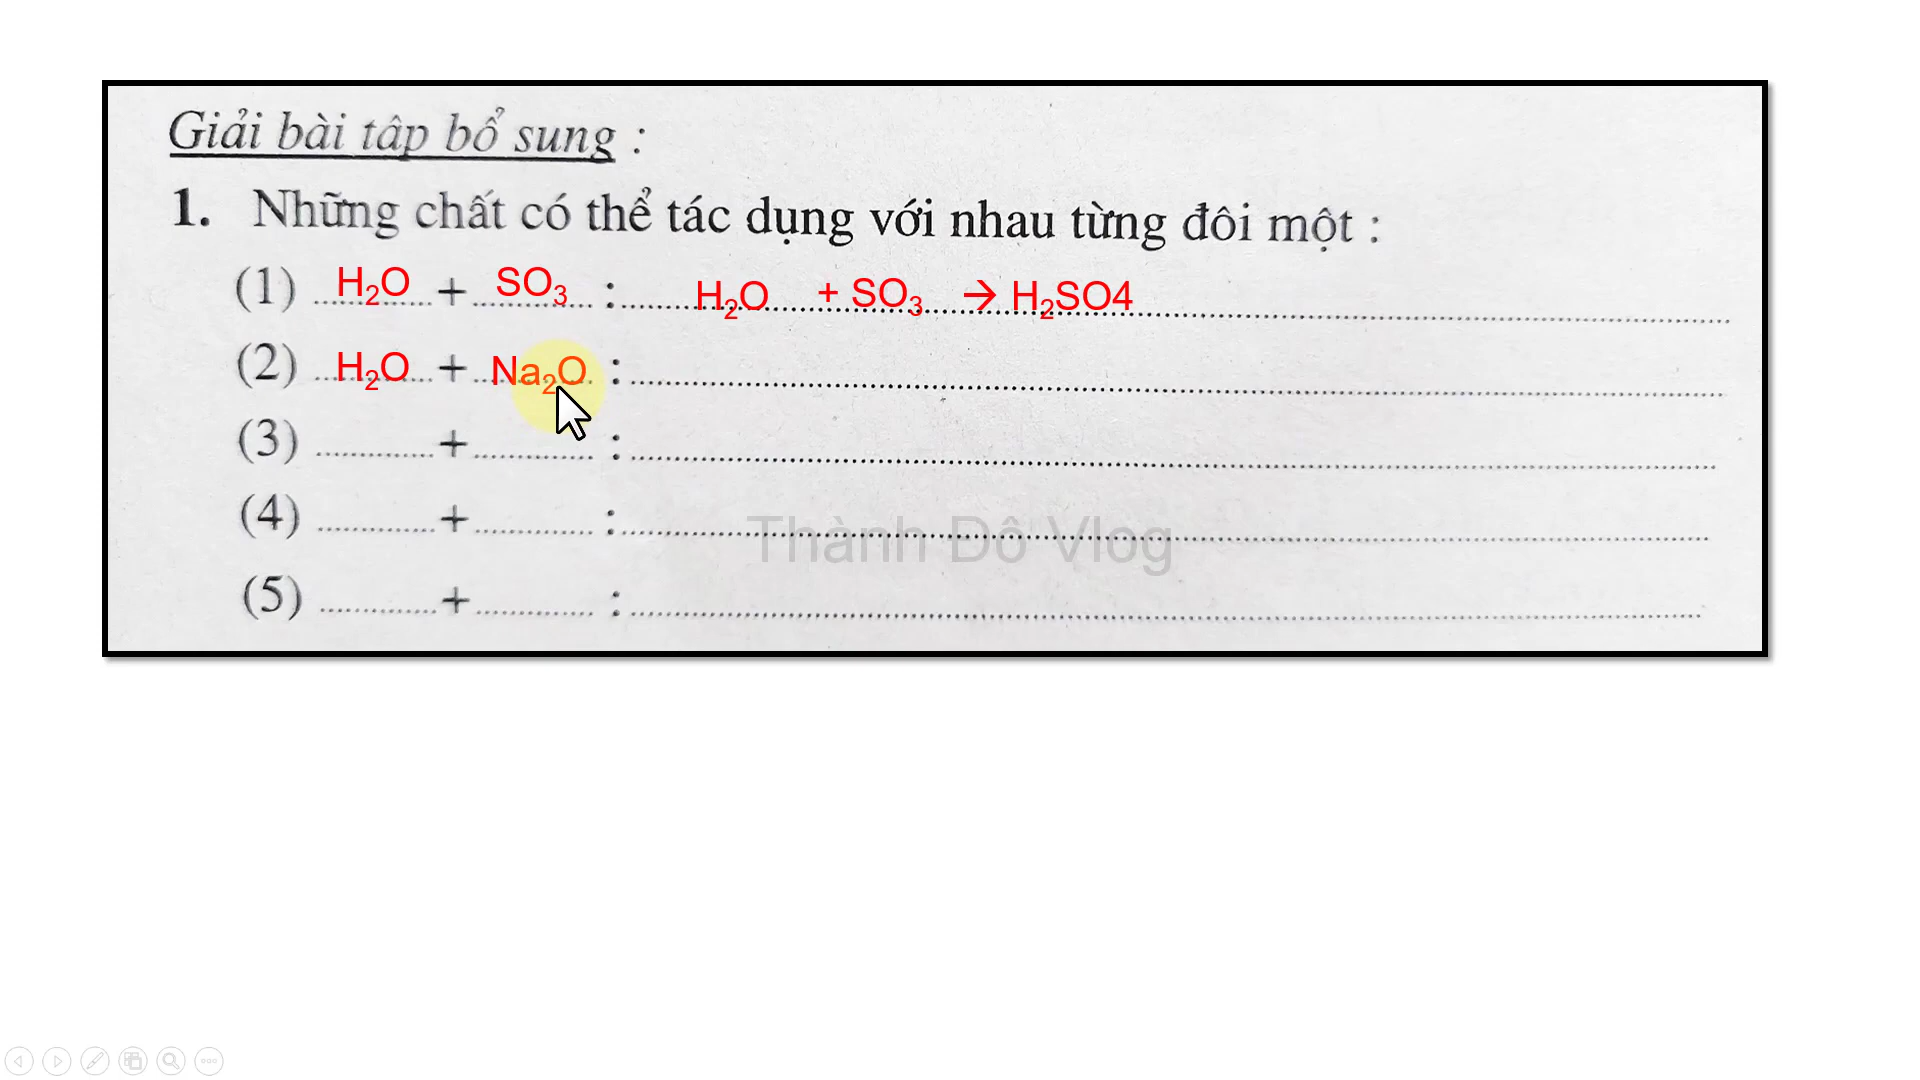 Giải bài tập bổ sung :
1. Những chất có thể tác dụng với nhau từng đôi một :
(1) H₂O + SO₃ : H₂O + SO₃ → H₂SO4
(2) H₂O + Na₂O :
(3) ............ + ............ :
(4) ............ + ............ :
Thành Đô Vlog
(5) ............ + ............ :